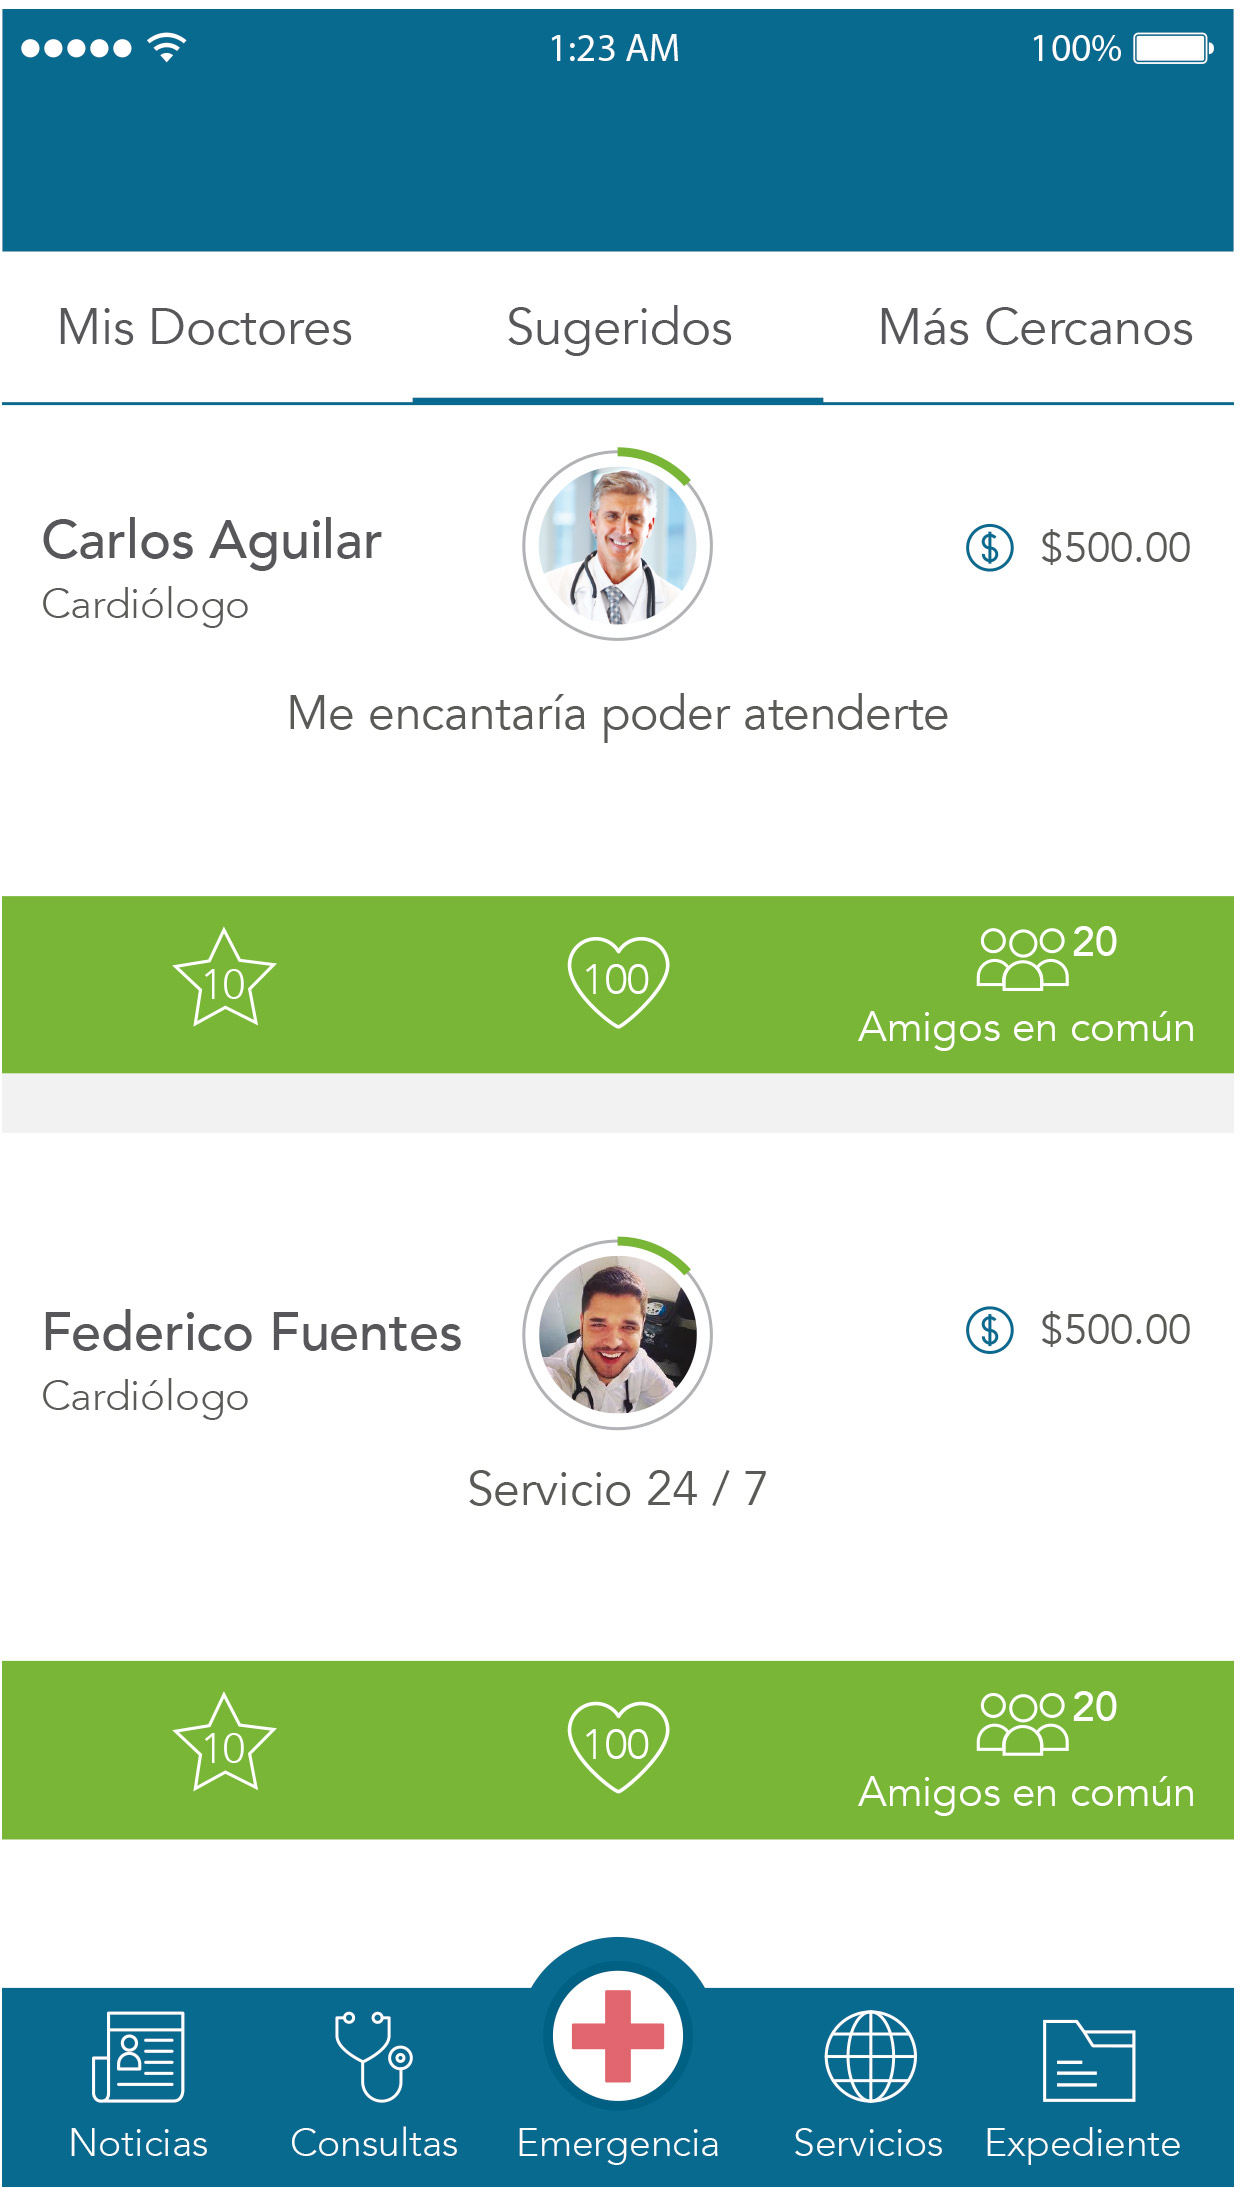 1:23 AM
100%
Mis Doctores
Sugeridos
Más Cercanos
Carlos Aguilar
Cardiólogo
$ $500.00
Me encantaría poder atenderte
10
100
20
Amigos en común
Federico Fuentes
Cardiólogo
$ $500.00
Servicio 24 / 7
10
100
20
Amigos en común
Noticias
Consultas
Emergencia
Servicios
Expediente